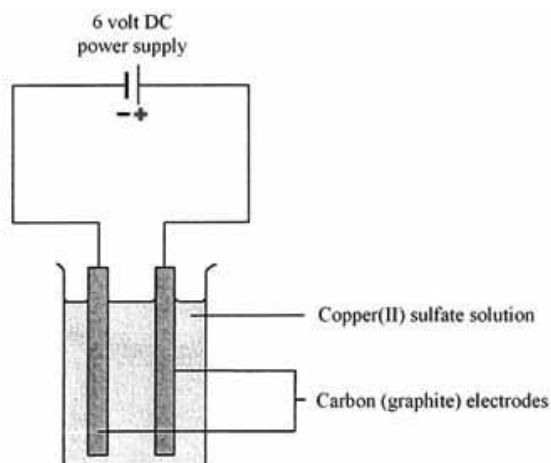 6 volt DC
power supply
− +
Copper(II) sulfate solution
Carbon (graphite) electrodes